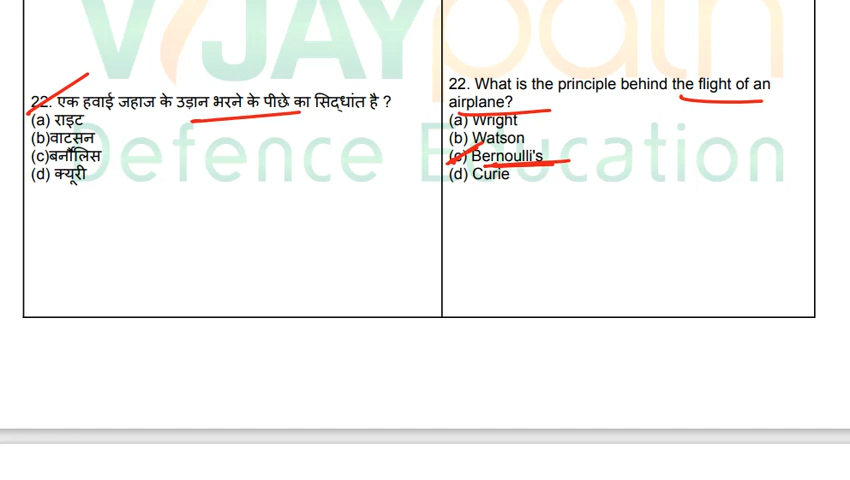 VIJAYpath
Defence Education
22. एक हवाई जहाज के उड़ान भरने के पीछे का सिद्धांत है ?
(a) राइट
(b)वाटसन
(c)बर्नौलिस
(d) क्यूरी
22. What is the principle behind the flight of an
airplane?
(a) Wright
(b) Watson
(c) Bernoulli's
(d) Curie